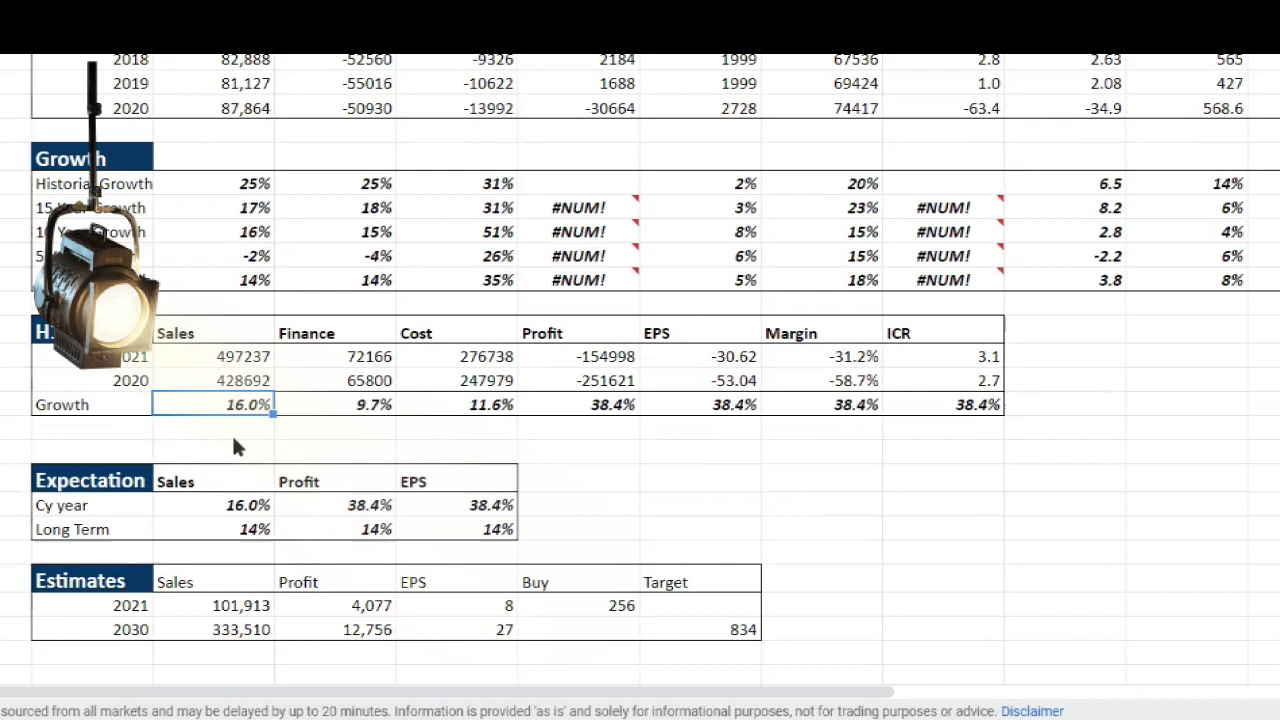 2018 82,888 -52560 -9326 2184 1999 67536 2.8 2.63 565
2019 81,127 -55016 -10622 1688 1999 69424 1.0 2.08 427
2020 87,864 -50930 -13992 -30664 2728 74417 -63.4 -34.9 568.6
Growth
Historial Growth 25% 25% 31% 2% 20% 6.5 14%
15 Year Growth 17% 18% 31% #NUM! 3% 23% #NUM! 8.2 6%
Growth 16% 15% 51% #NUM! 8% 15% #NUM! 2.8 4%
5 -2% -4% 26% #NUM! 6% 15% #NUM! -2.2 6%
14% 14% 35% #NUM! 5% 18% #NUM! 3.8 8%
Sales Finance Cost Profit EPS Margin ICR
2021 497237 72166 276738 -154998 -30.62 -31.2% 3.1
2020 428692 65800 247979 -251621 -53.04 -58.7% 2.7
Growth 16.0% 9.7% 11.6% 38.4% 38.4% 38.4% 38.4%
Expectation Sales Profit EPS
Cy year 16.0% 38.4% 38.4%
Long Term 14% 14% 14%
Estimates Sales Profit EPS Buy Target
2021 101,913 4,077 8 256
2030 333,510 12,756 27 834
sourced from all markets and may be delayed by up to 20 minutes. Information is provided 'as is' and solely for informational purposes, not for trading purposes or advice. Disclaimer